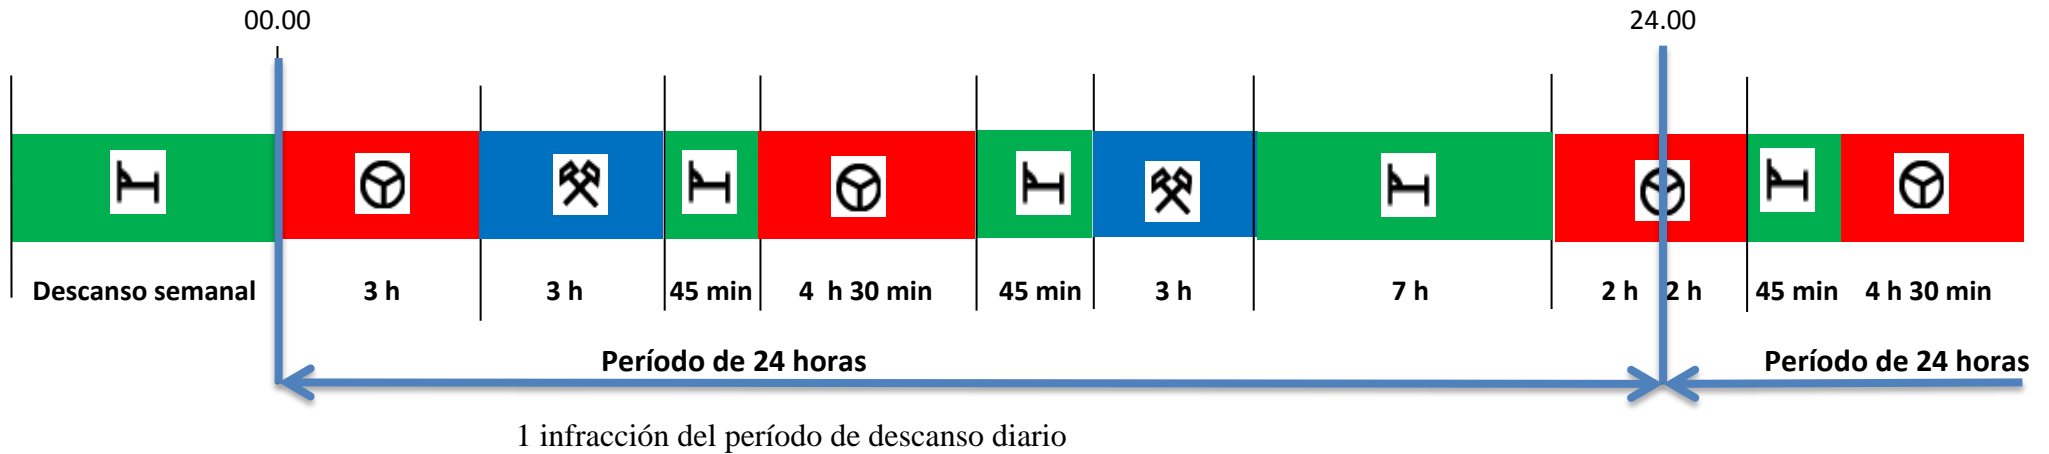 00.00 24.00
Descanso semanal 3 h 3 h 45 min 4 h 30 min 45 min 3 h 7 h 2 h 2 h 45 min 4 h 30 min
Período de 24 horas Período de 24 horas
1 infracción del período de descanso diario